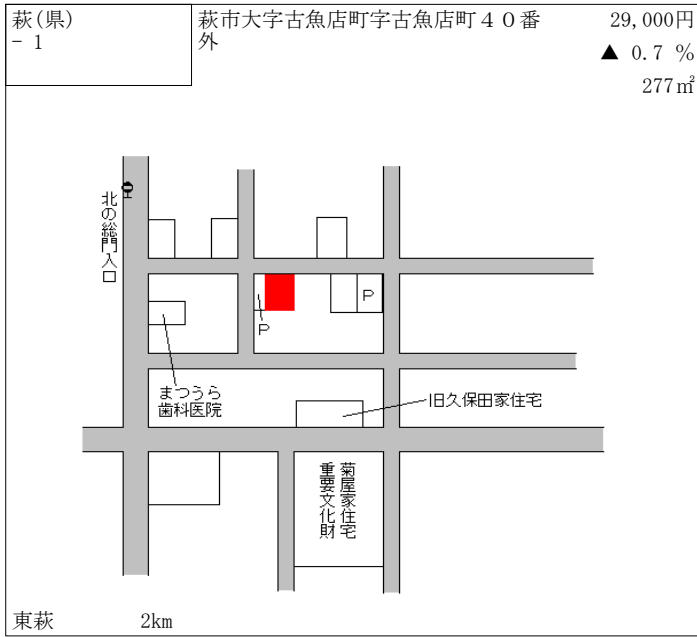 萩(県)
- 1
萩市大字古魚店町字古魚店町４０番
外
29,000円
▲ 0.7 %
277㎡
北の総門入口
P
P
まつうら
歯科医院
旧久保田家住宅
菊屋家住宅
重要文化財
東萩 2km